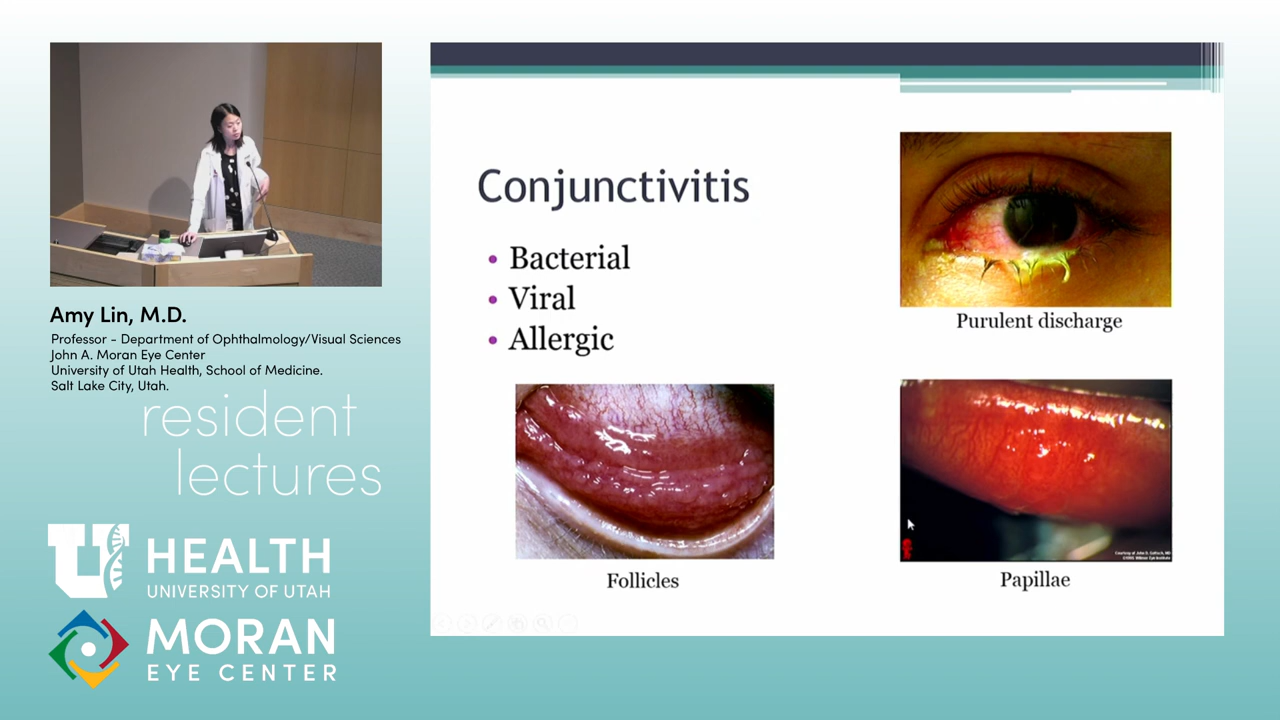 Amy Lin, M.D.
Professor - Department of Ophthalmology/Visual Sciences
John A. Moran Eye Center
University of Utah Health, School of Medicine.
Salt Lake City, Utah.
resident
lectures
U
HEALTH
UNIVERSITY OF UTAH
MORAN
EYE CENTER
Conjunctivitis
• Bacterial
• Viral
• Allergic
Purulent discharge
Follicles
Papillae